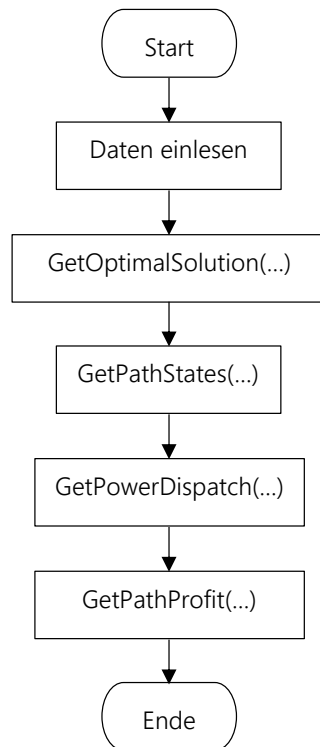 Start
Daten einlesen
GetOptimalSolution(...)
GetPathStates(...)
GetPowerDispatch(...)
GetPathProfit(...)
Ende